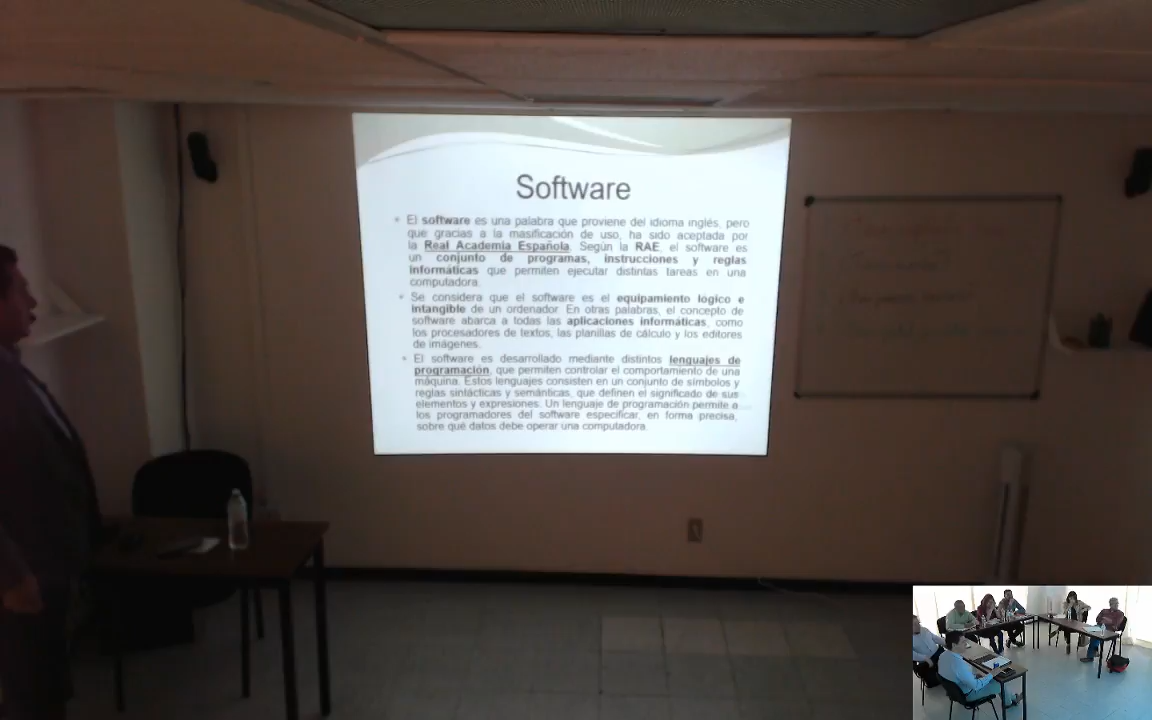 Software
El software es una palabra que proviene del idioma inglés, pero
que gracias a la masificación de uso, ha sido aceptada por
la Real Academia Española. Según la RAE, el software es
un conjunto de programas, instrucciones y reglas
informáticas que permiten ejecutar distintas tareas en una
computadora.
Se considera que el software es el equipamiento lógico e
intangible de un ordenador. En otras palabras, el concepto de
software abarca a todas las aplicaciones informáticas, como
los procesadores de textos, las planillas de cálculo y los editores
de imágenes.
El software es desarrollado mediante distintos lenguajes de
programación, que permiten controlar el comportamiento de una
máquina. Estos lenguajes consisten en un conjunto de símbolos y
reglas sintácticas y semánticas, que definen el significado de sus
elementos y expresiones. Un lenguaje de programación permite a
los programadores del software especificar, en forma precisa,
sobre qué datos debe operar una computadora.